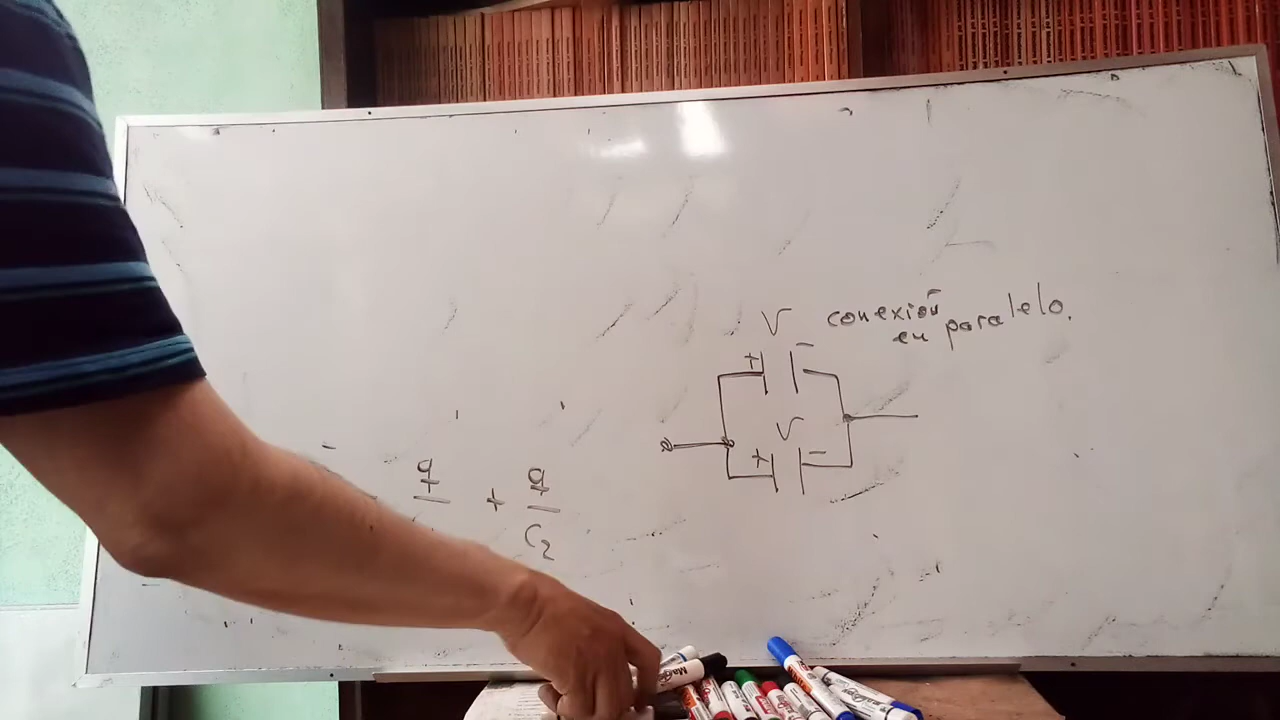 V conexión
en paralelo.
+ -
V
+ -
q + q
C2